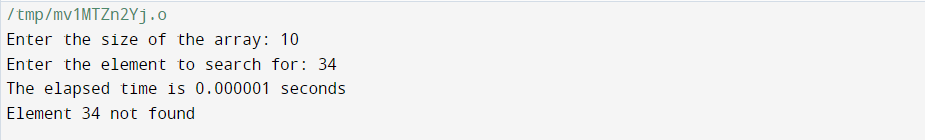 /tmp/mv1MTZn2Yj.o
Enter the size of the array: 10
Enter the element to search for: 34
The elapsed time is 0.000001 seconds
Element 34 not found